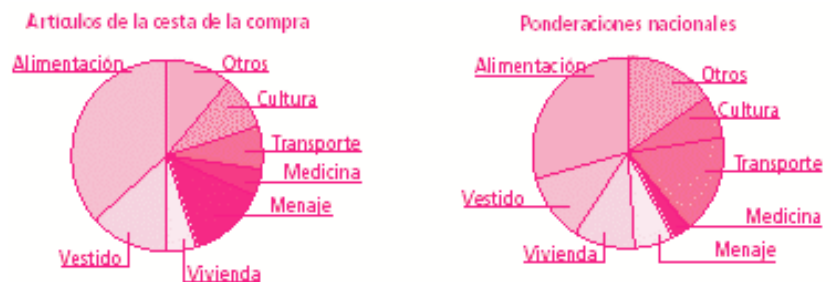 Artículos de la cesta de la compra
Alimentación
Otros
Cultura
Transporte
Medicina
Menaje
Vestido
Vivienda
Ponderaciones nacionales
Alimentación
Otros
Cultura
Transporte
Vestido
Medicina
Vivienda
Menaje